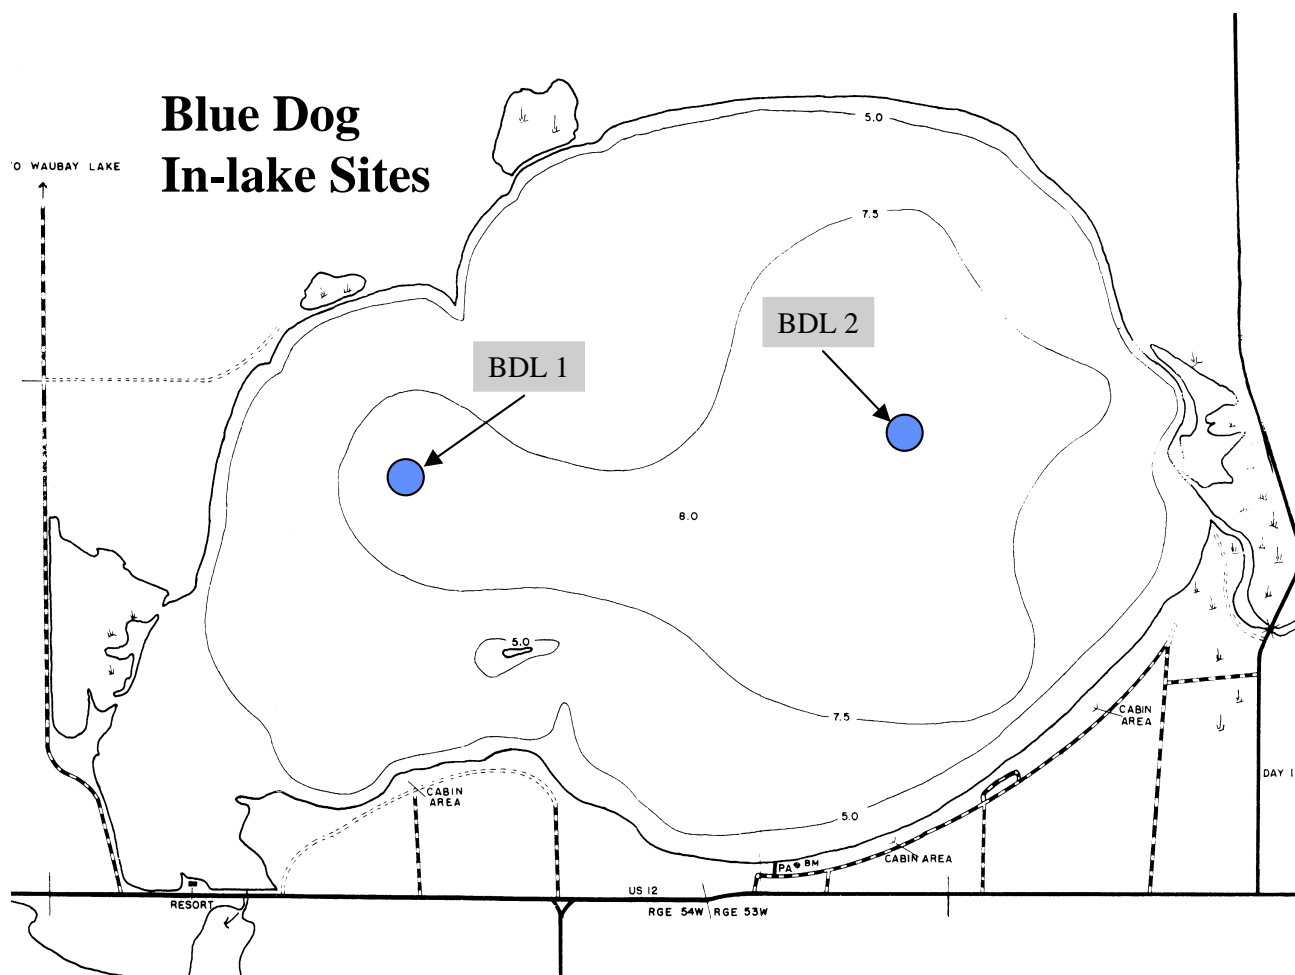 Blue Dog
In-lake Sites
'O WAUBAY LAKE
5.0
7.5
BDL 2
BDL 1
8.0
5.0
7.5
CABIN
AREA
DAY 1
CABIN
AREA
5.0
CABIN AREA
PA BM
US 12
RESORT
RGE 54W RGE 53W